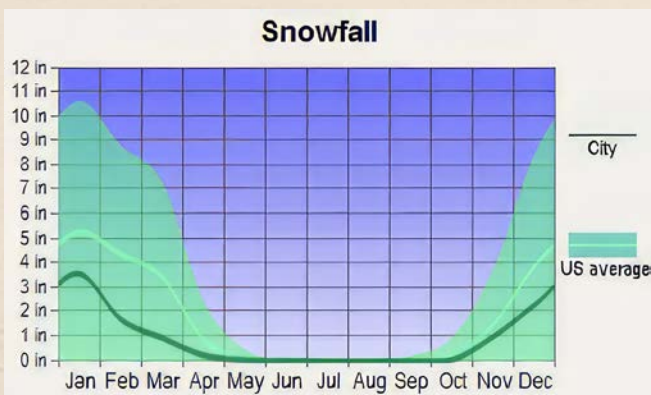 Snowfall
12 in
11 in
10 in
9 in
8 in
7 in
6 in
5 in
4 in
3 in
2 in
1 in
0 in
Jan Feb Mar Apr May Jun Jul Aug Sep Oct Nov Dec
City
US average